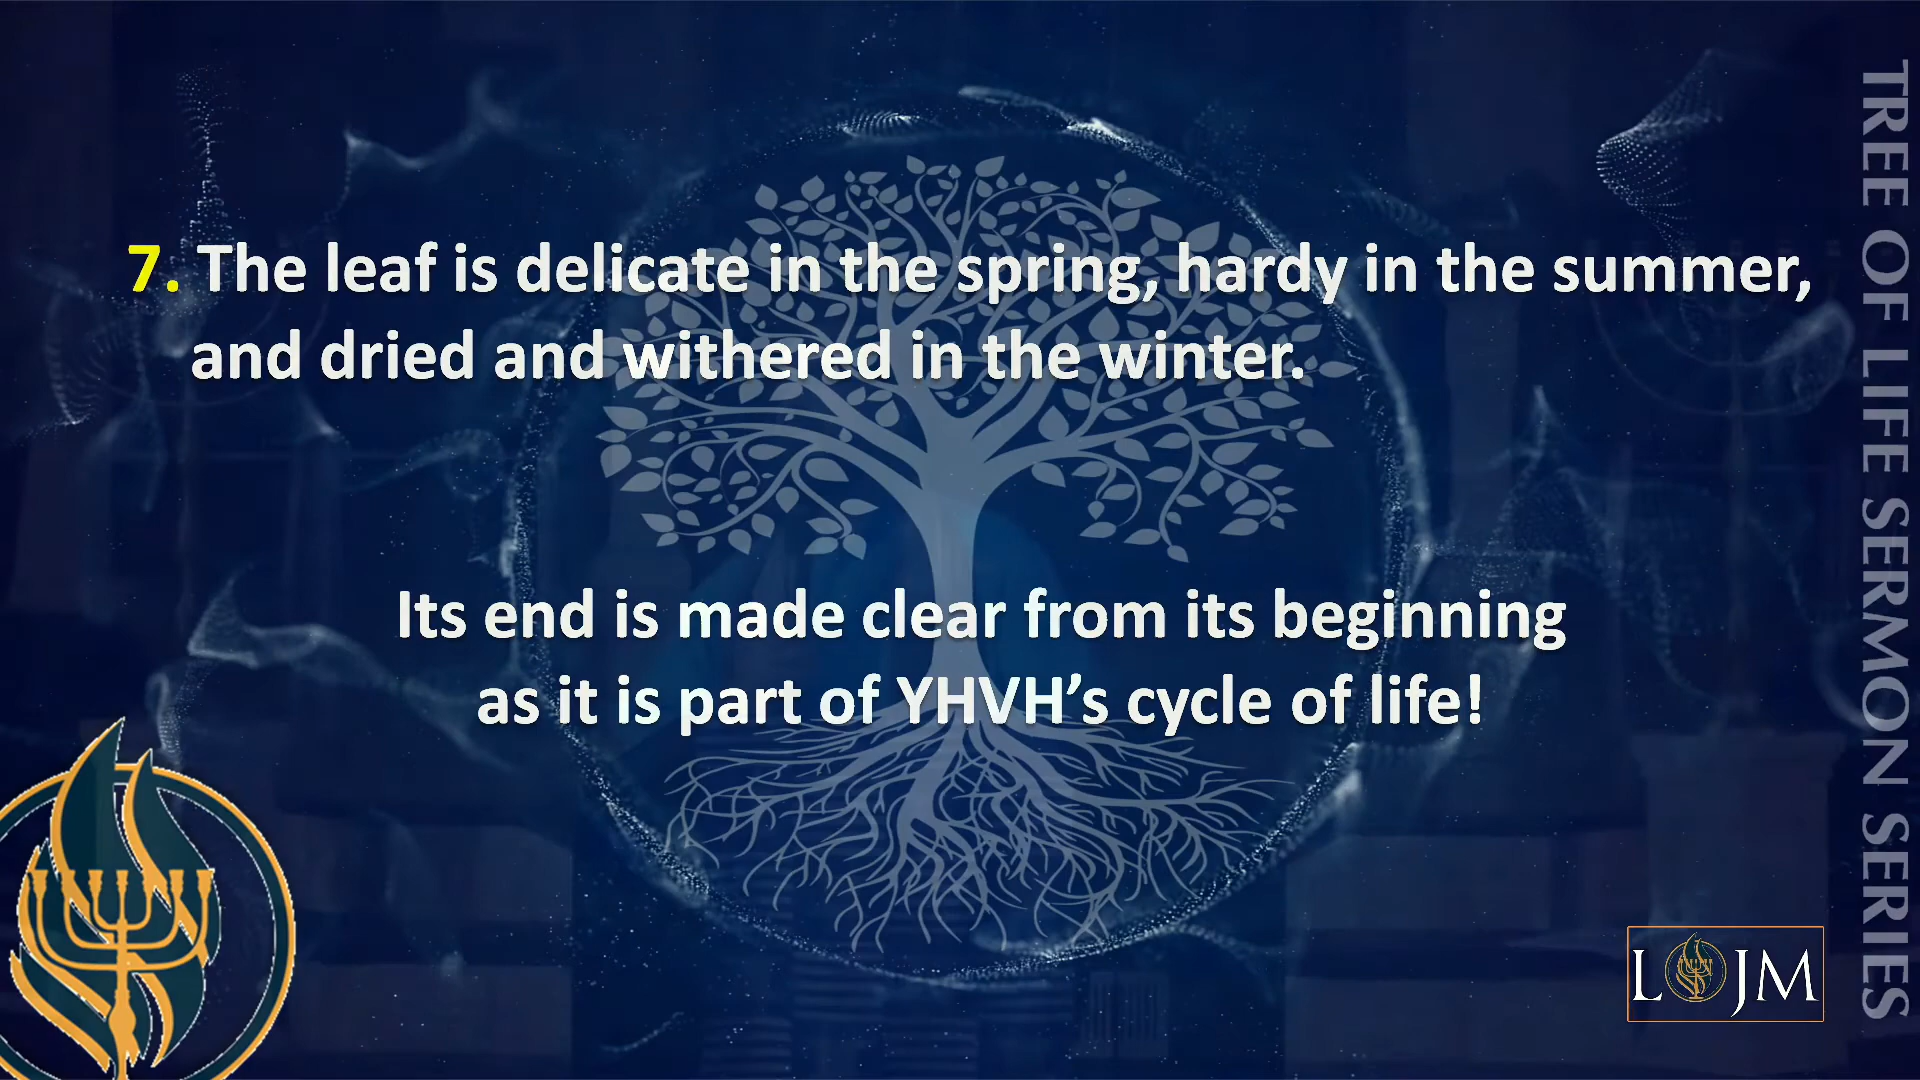 7. The leaf is delicate in the spring, hardy in the summer,
and dried and withered in the winter.
Its end is made clear from its beginning
as it is part of YHVH’s cycle of life!
TREE OF LIFE SERMON SERIES
LOJM